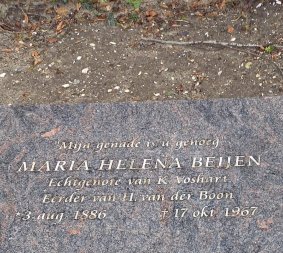 Mijn genade is u genoeg
MARIA HELENA BEIJEN
Echtgenote van K. Voshart
Eerder van H. van der Boon
*3 aug. 1886 † 17 okt. 1967